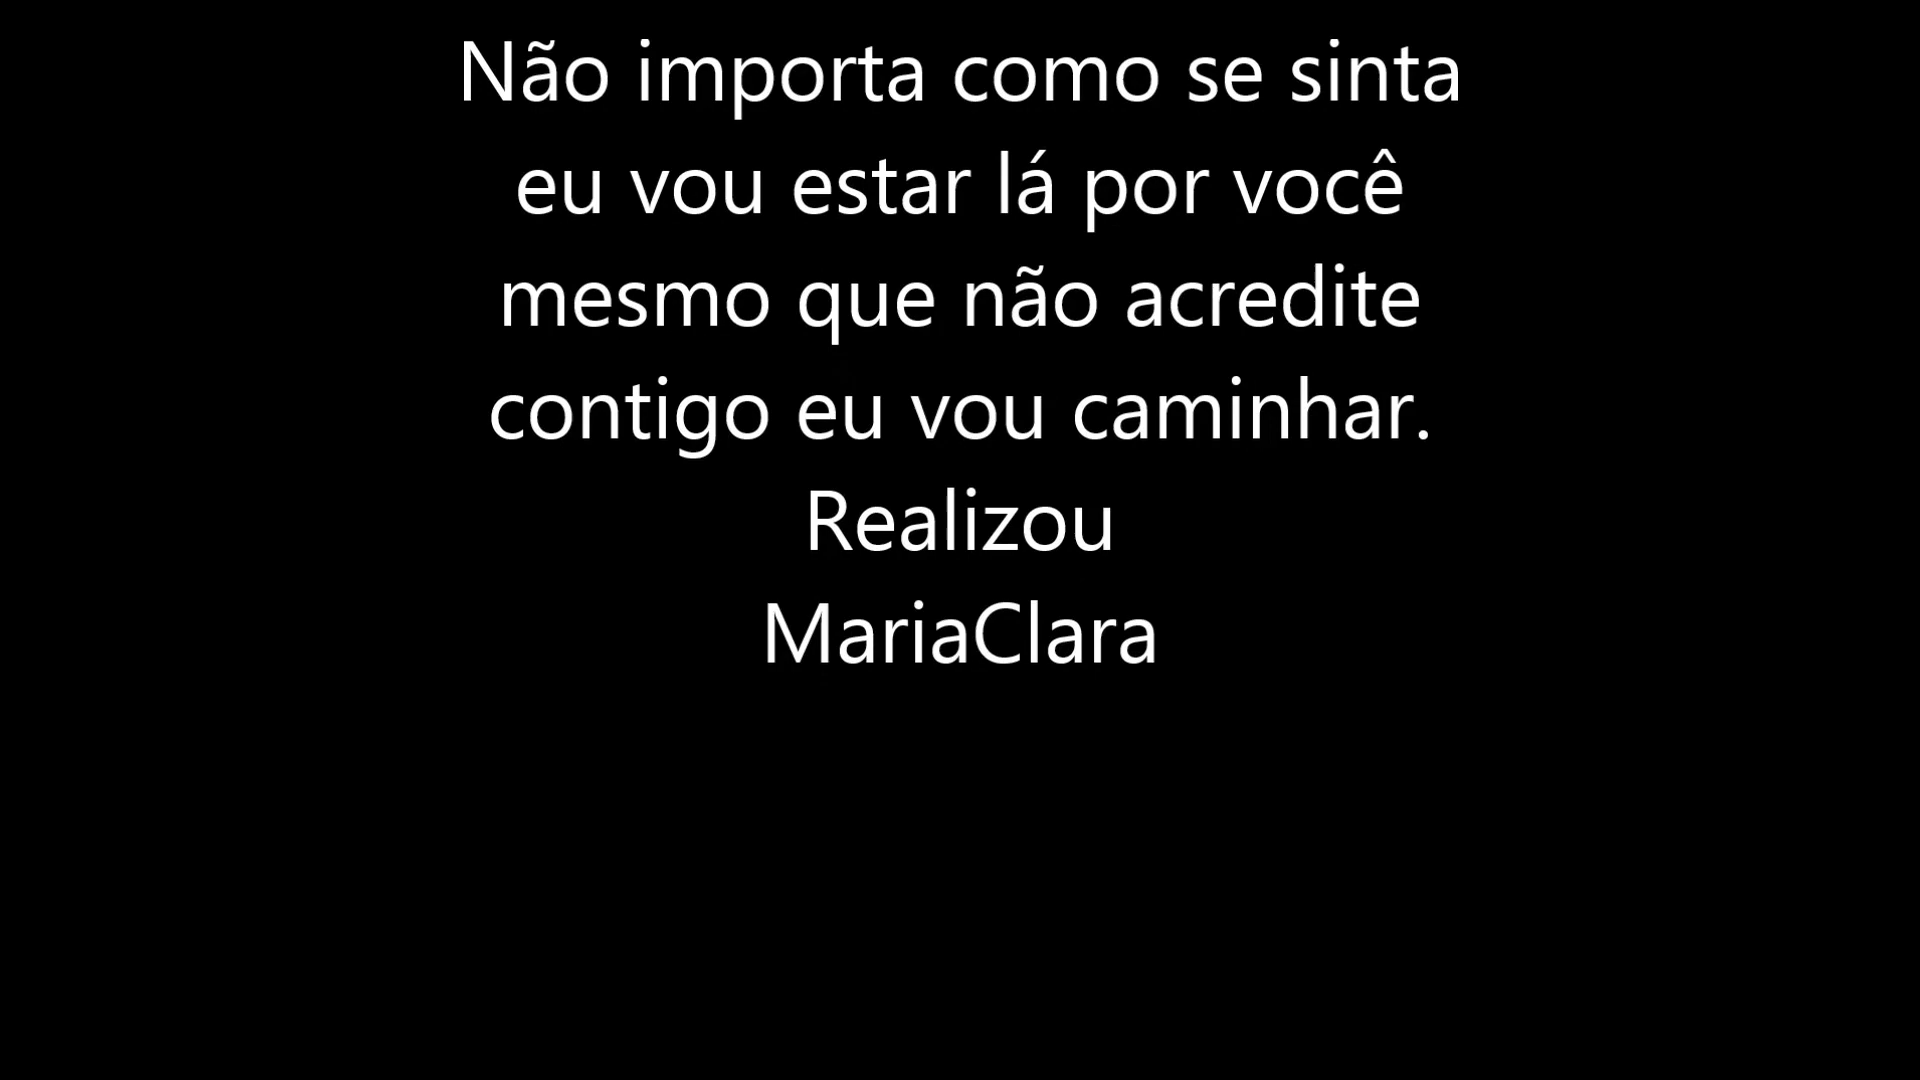 Não importa como se sinta
eu vou estar lá por você
mesmo que não acredite
contigo eu vou caminhar.
Realizou
MariaClara